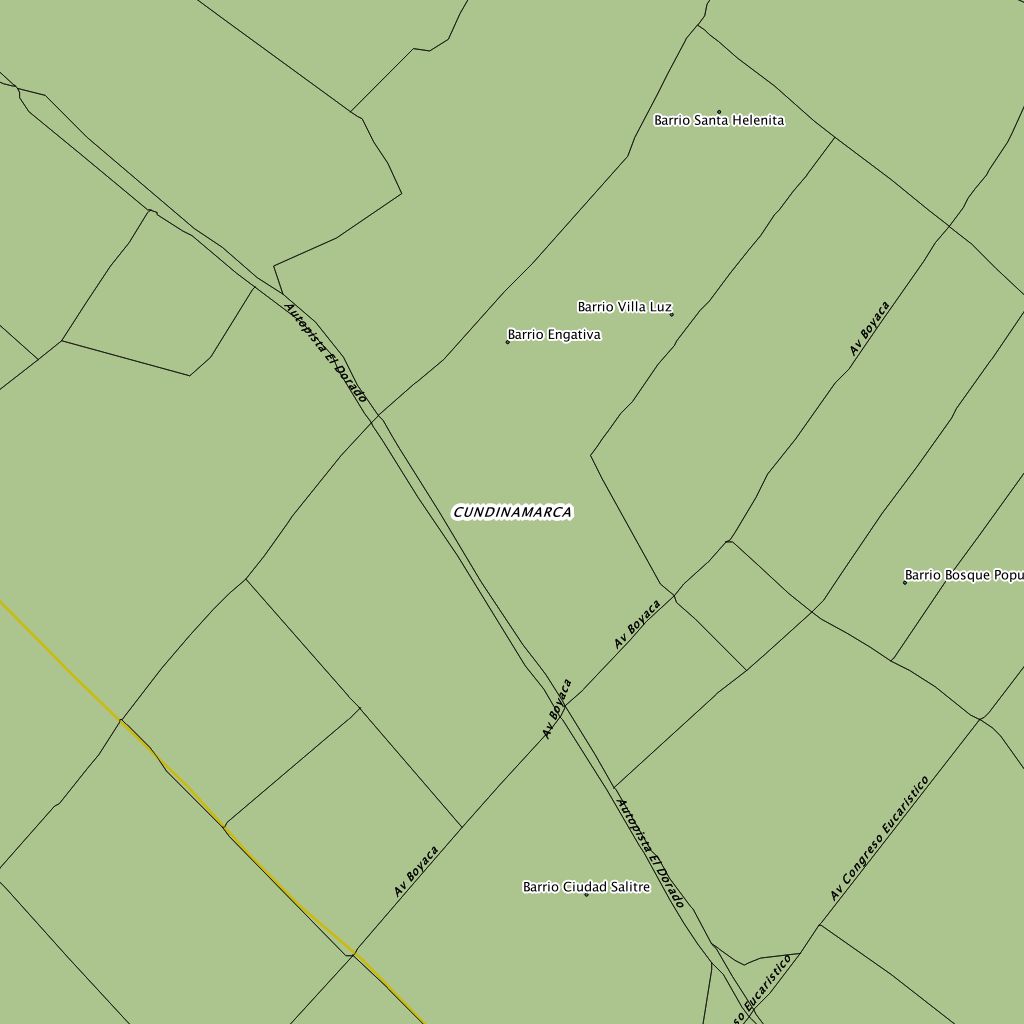 Barrio Santa Helenita
Barrio Villa Luz
Av Boyaca
Barrio Engativa
Autopista El Dorado
CUNDINAMARCA
Barrio Bosque Popu
Av Boyaca
Av Boyaca
Autopista El Dorado
Av Congreso Eucaristico
Av Boyaca
Barrio Ciudad Salitre
so Eucaristico